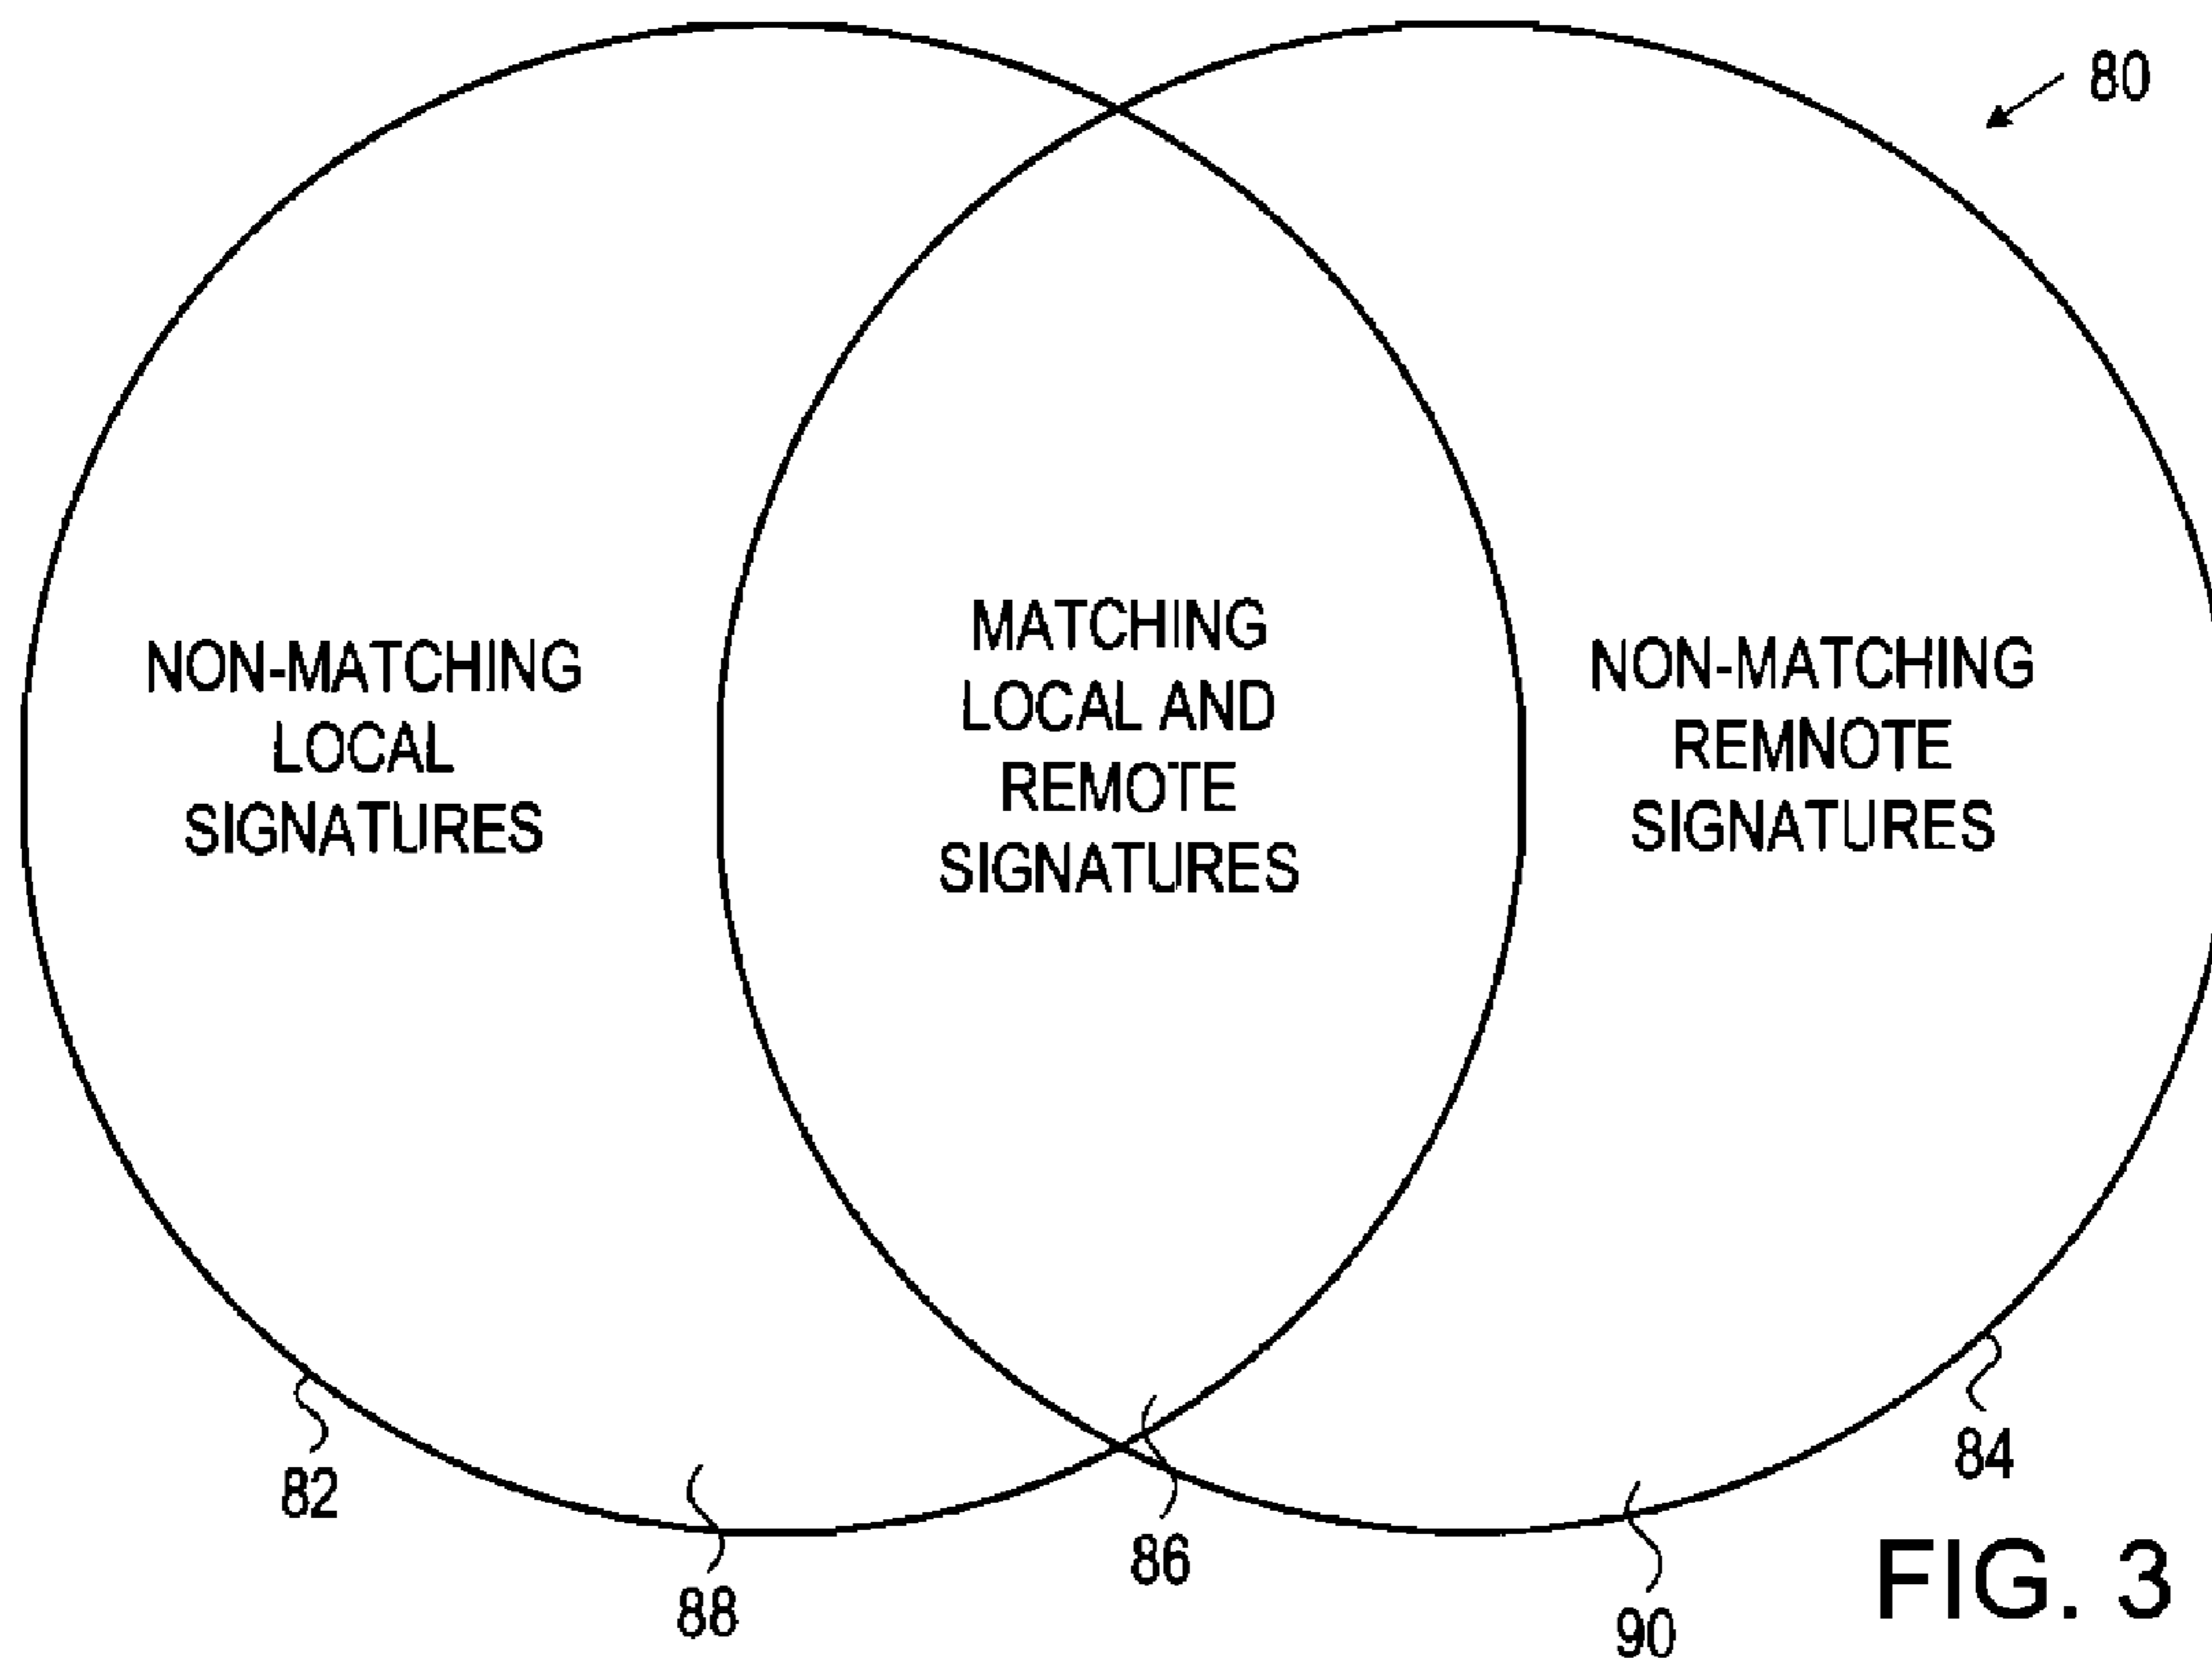 80
NON-MATCHING
LOCAL
SIGNATURES
MATCHING
LOCAL AND
REMOTE
SIGNATURES
NON-MATCHING
REMNOTE
SIGNATURES
82
88
86
90
84
FIG. 3